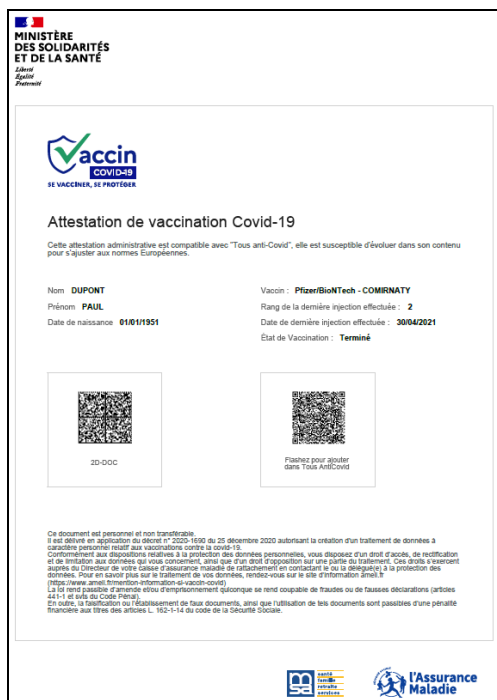 MINISTÈRE
DES SOLIDARITÉS
ET DE LA SANTÉ
Liberté
Égalité
Fraternité
Vaccin
COVID-19
SE VACCINER, SE PROTÉGER
Attestation de vaccination Covid-19
Cette attestation administrative est compatible avec "Tous anti-Covid", elle est susceptible d'évoluer dans son contenu
pour s'ajuster aux normes Européennes.
Nom DUPONT
Prénom PAUL
Date de naissance 01/01/1951
Vaccin : Pfizer/BioNTech - COMIRNATY
Rang de la dernière injection effectuée : 2
Date de dernière injection effectuée : 30/04/2021
État de Vaccination : Terminé
2D-DOC
Flashez pour ajouter
dans Tous AntiCovid
Ce document est personnel et non transférable.
Il est délivré en application du décret n° 2020-1690 du 25 décembre 2020 autorisant la création d'un traitement de données à
caractère personnel relatif aux vaccinations contre la covid-19.
Conformément aux dispositions relatives à la protection des données personnelles, vous disposez d'un droit d'accès, de rectification
et de limitation aux données qui vous concernent, ainsi que d'un droit d'opposition sur une partie du traitement. Ces droits s'exercent
auprès du Directeur de votre caisse d'assurance maladie de rattachement en contactant le ou la délégué(e) à la protection des
données. Pour en savoir plus sur le traitement de vos données, rendez-vous sur le site d'information ameli.fr
(https://www.ameli.fr/mention-information-si-vaccin-covid)
La loi rend passible d'amende et/ou d'emprisonnement quiconque se rend coupable de fraudes ou de fausses déclarations (articles
441-1 et svts du Code Pénal).
En outre, la falsification ou l'établissement de faux documents, ainsi que l'utilisation de tels documents sont passibles d'une pénalité
financière aux titres des articles L. 162-1-14 du code de la Sécurité Sociale.
msa
santé
famille
retraite
services
l'Assurance
Maladie